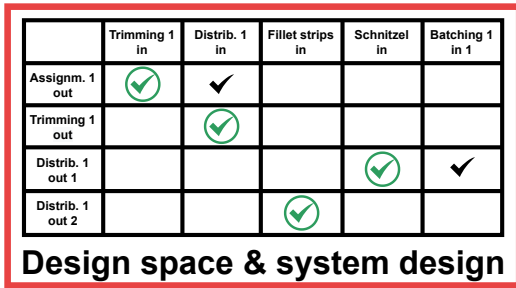 Trimming 1 in
Distrib. 1 in
Fillet strips in
Schnitzel in
Batching 1 in 1
Assignm. 1 out
Trimming 1 out
Distrib. 1 out 1
Distrib. 1 out 2
Design space & system design